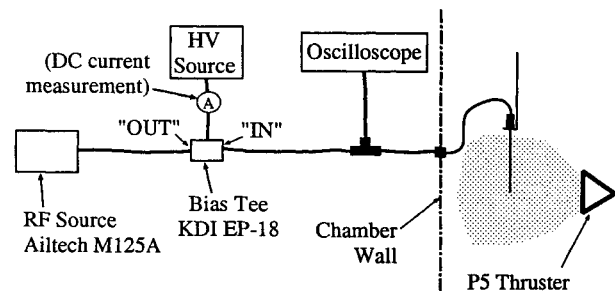 HV
Source
(DC current
measurement)
A
Oscilloscope
"OUT"
"IN"
RF Source
Ailtech M125A
Bias Tee
KDI EP-18
Chamber
Wall
P5 Thruster